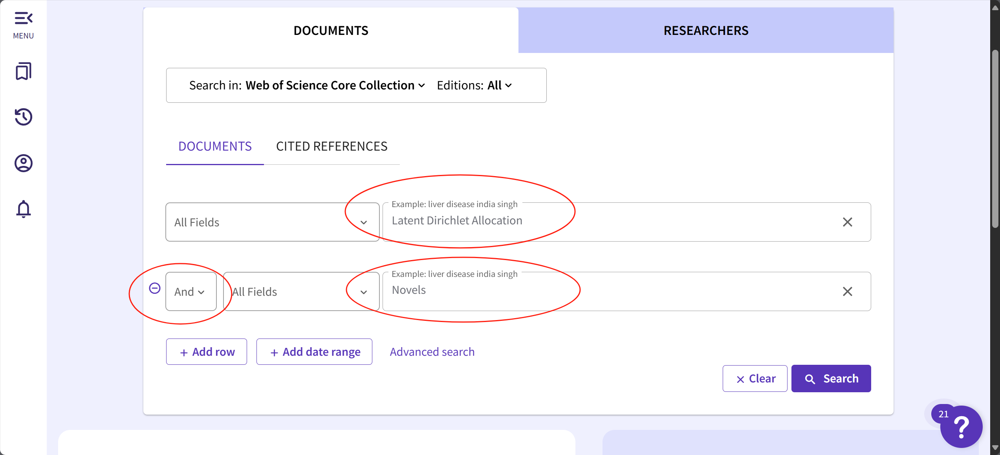 MENU
DOCUMENTS
RESEARCHERS
Search in: Web of Science Core Collection Editions: All
DOCUMENTS CITED REFERENCES
Example: liver disease india singh
All Fields Latent Dirichlet Allocation
Example: liver disease india singh
And All Fields Novels
+ Add row + Add date range Advanced search
× Clear Search
21
?